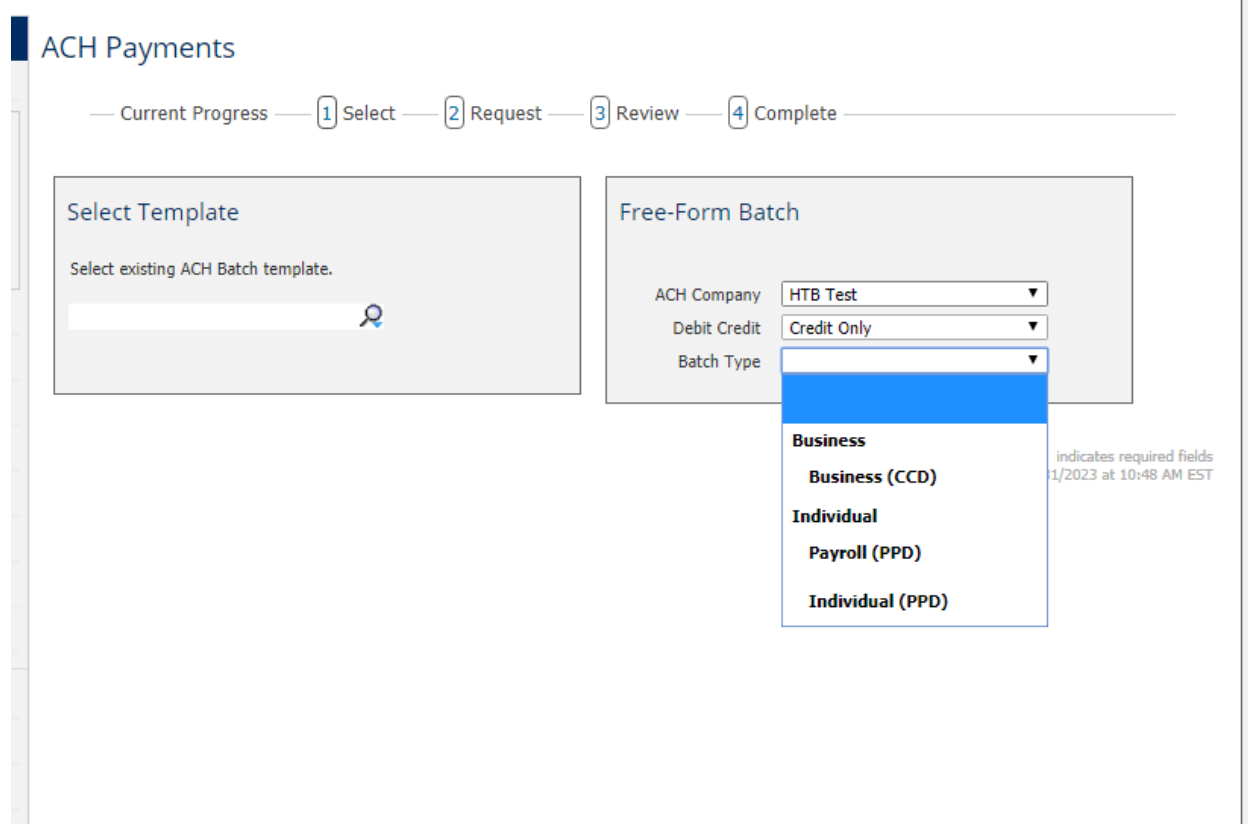 ACH Payments
Current Progress 1 Select 2 Request 3 Review 4 Complete
Select Template
Select existing ACH Batch template.
Free-Form Batch
ACH Company HTB Test
Debit Credit Credit Only
Batch Type
Business
Business (CCD)
Individual
Payroll (PPD)
Individual (PPD)
indicates required fields
1/2023 at 10:48 AM EST